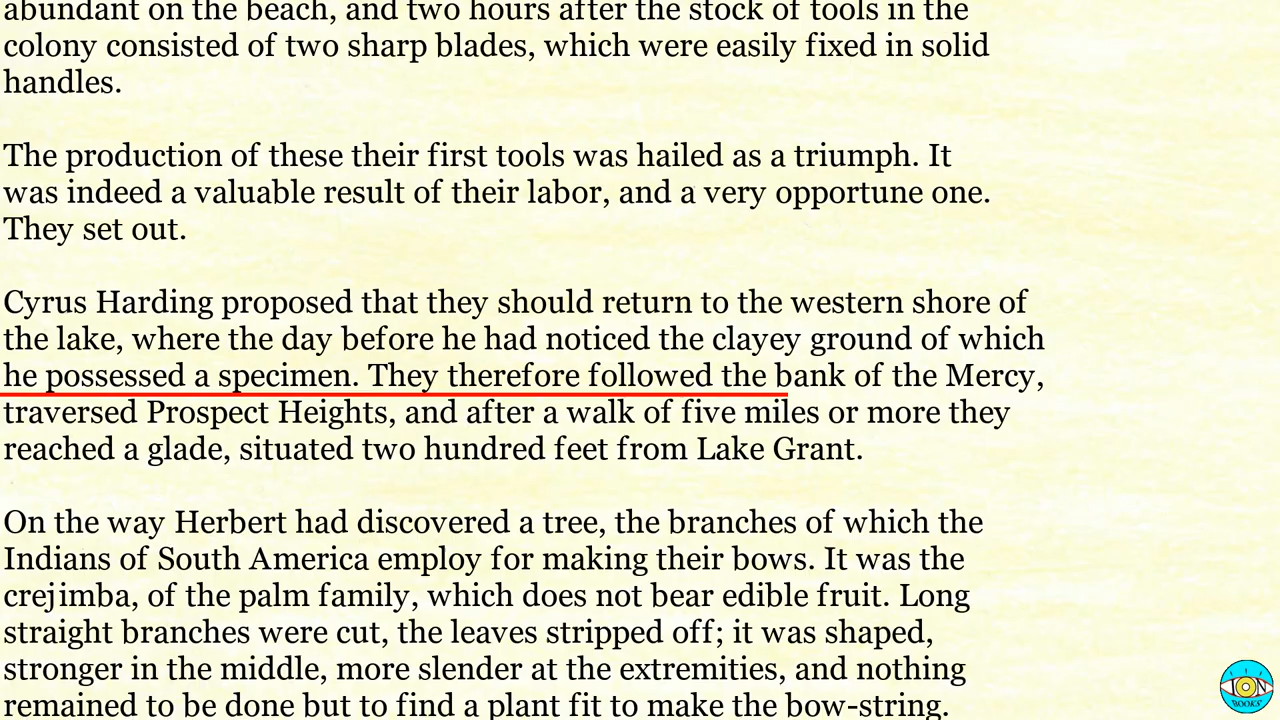 abundant on the beach, and two hours after the stock of tools in the
colony consisted of two sharp blades, which were easily fixed in solid
handles.
The production of these their first tools was hailed as a triumph. It
was indeed a valuable result of their labor, and a very opportune one.
They set out.
Cyrus Harding proposed that they should return to the western shore of
the lake, where the day before he had noticed the clayey ground of which
he possessed a specimen. They therefore followed the bank of the Mercy,
traversed Prospect Heights, and after a walk of five miles or more they
reached a glade, situated two hundred feet from Lake Grant.
On the way Herbert had discovered a tree, the branches of which the
Indians of South America employ for making their bows. It was the
crejimba, of the palm family, which does not bear edible fruit. Long
straight branches were cut, the leaves stripped off; it was shaped,
stronger in the middle, more slender at the extremities, and nothing
remained to be done but to find a plant fit to make the bow-string.
ION
BOOKS